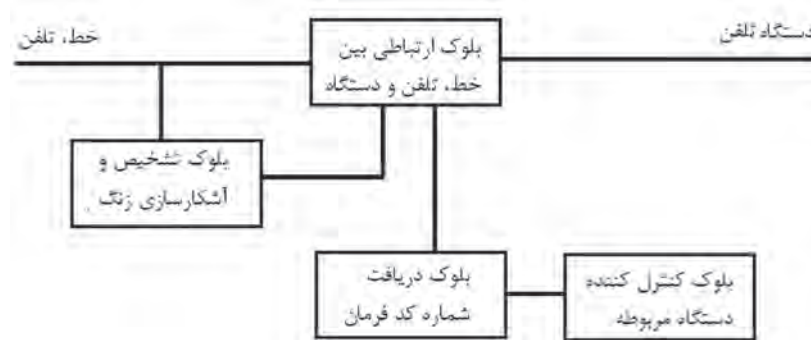 دستگاه تلفن
بلوک ارتباطی بین
خط، تلفن و دستگاه
خط، تلفن
بلوک تشخیص و
آشکارسازی زنگ
بلوک دریافت
شماره کد فرمان
بلوک کنترل کننده
دستگاه مربوطه